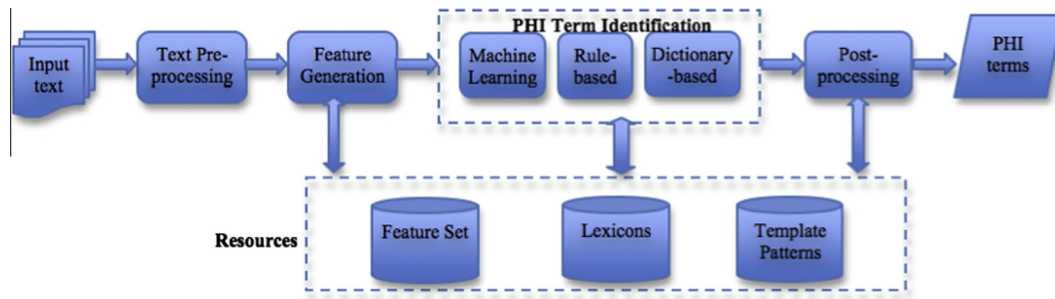 PHI Term Identification
Input
text
Text Pre-
processing
Feature
Generation
Machine
Learning
Rule-
based
Dictionary
-based
Post-
processing
PHI
terms
Resources
Feature Set
Lexicons
Template
Patterns